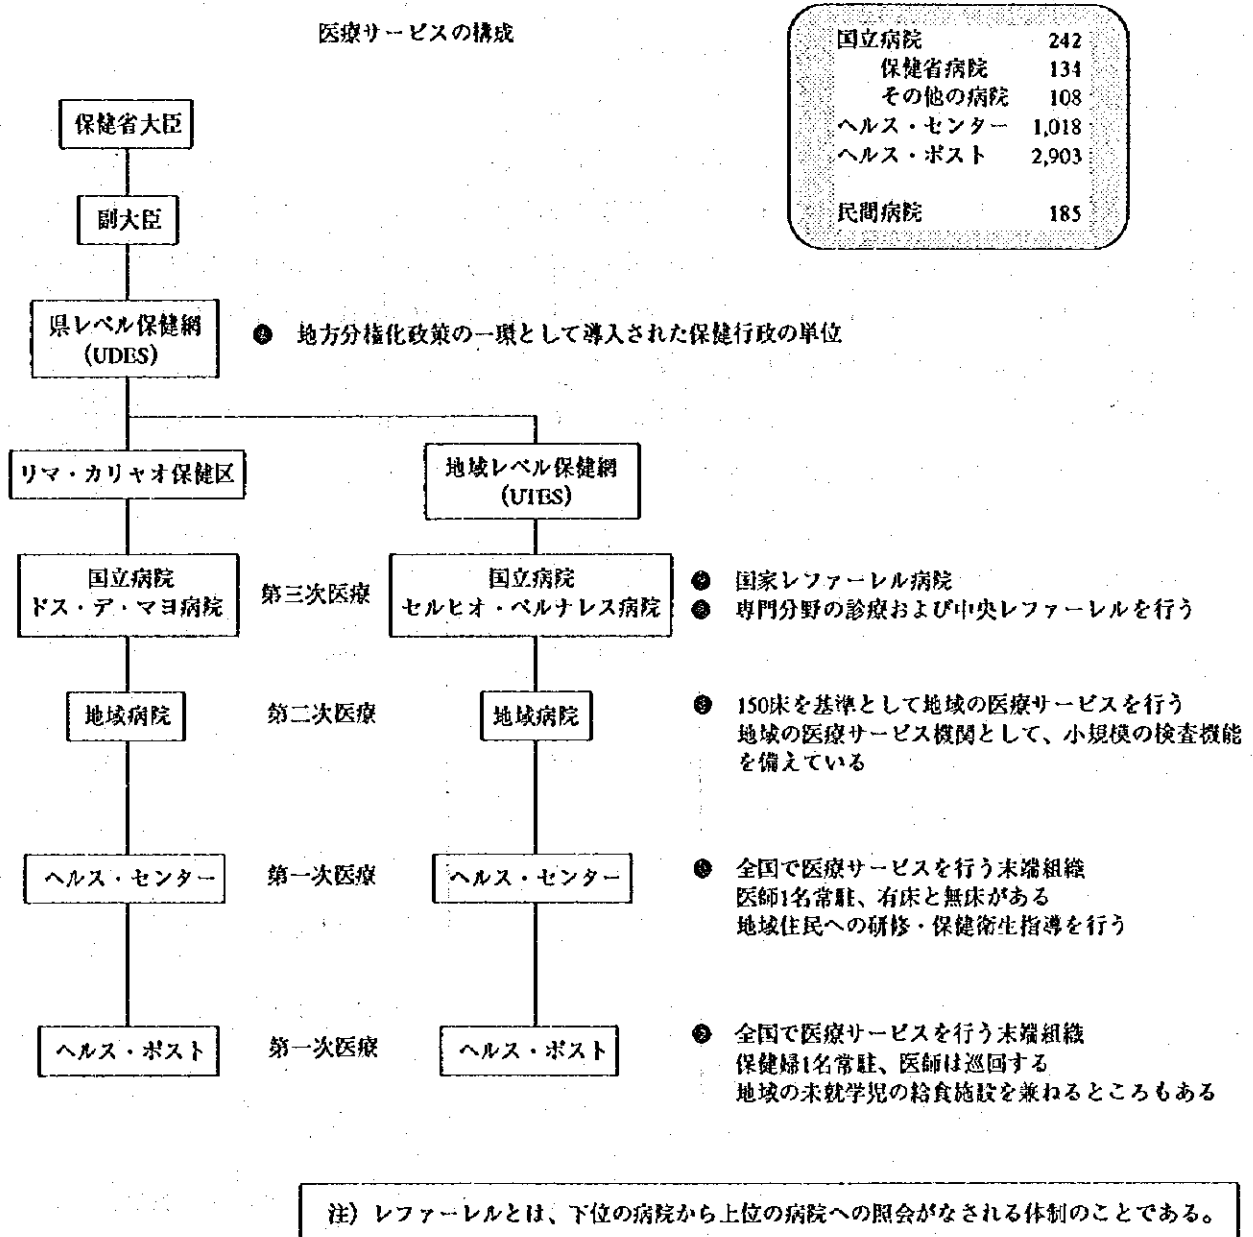 医療サービスの構成
国立病院 242
保健省病院 134
その他の病院 108
ヘルス・センター 1,018
ヘルス・ポスト 2,903
民間病院 185
保健省大臣
副大臣
県レベル保健網
(UDES)
● 地方分権化政策の一環として導入された保健行政の単位
リマ・カリャオ保健区
地域レベル保健網
(UTES)
国立病院
ドス・デ・マヨ病院
第三次医療
国立病院
セルヒオ・ベルナレス病院
● 国家レファーレル病院
● 専門分野の診療および中央レファーレルを行う
地域病院
第二次医療
地域病院
● 150床を基準として地域の医療サービスを行う
地域の医療サービス機関として、小規模の検査機能
を備えている
ヘルス・センター
第一次医療
ヘルス・センター
● 全国で医療サービスを行う末端組織
医師1名常駐、有床と無床がある
地域住民への研修・保健衛生指導を行う
ヘルス・ポスト
第一次医療
ヘルス・ポスト
● 全国で医療サービスを行う末端組織
保健婦1名常駐、医師は巡回する
地域の未就学児の給食施設を兼ねるところもある
注) レファーレルとは、下位の病院から上位の病院への照会がなされる体制のことである。